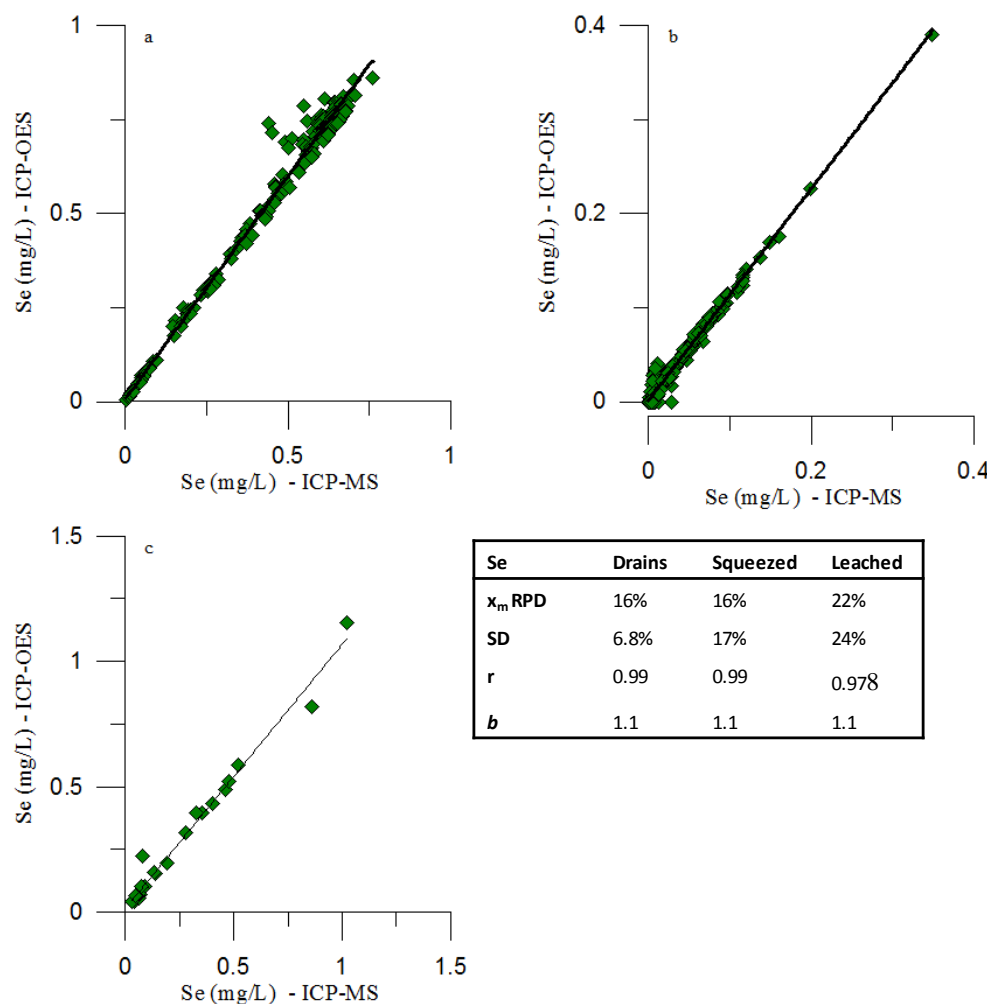 1
a
0.5
0
Se (mg/L) - ICP-OES
0
0.5
1
Se (mg/L) - ICP-MS
0.4
b
0.2
0
Se (mg/L) - ICP-OES
0
0.2
0.4
Se (mg/L) - ICP-MS
1.5
c
1
0.5
0
Se (mg/L) - ICP-OES
0
0.5
1
1.5
Se (mg/L) - ICP-MS
Se Drains Squeezed Leached
xm RPD 16% 16% 22%
SD 6.8% 17% 24%
r 0.99 0.99 0.978
b 1.1 1.1 1.1